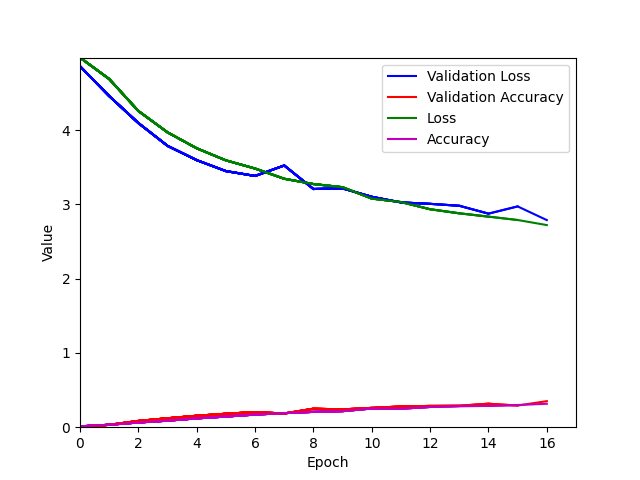 Validation Loss
Validation Accuracy
Loss
Accuracy
4
3
2
1
0
Value
0 2 4 6 8 10 12 14 16
Epoch